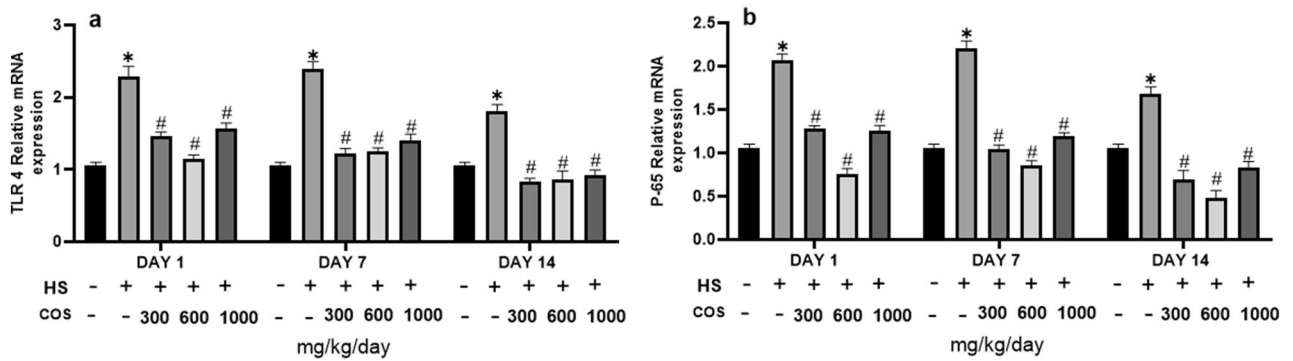 a
TLR 4 Relative mRNA
expression
3
2
1
0
* # # #
* # # #
* # # #
DAY 1 DAY 7 DAY 14
HS - + + + + - + + + + - + + + +
COS - - 300 600 1000 - - 300 600 1000 - - 300 600 1000
mg/kg/day
b
P-65 Relative mRNA
expression
2.5
2.0
1.5
1.0
0.5
0.0
* # # #
* # # #
* # # #
DAY 1 DAY 7 DAY 14
HS - + + + + - + + + + - + + + +
COS - - 300 600 1000 - - 300 600 1000 - - 300 600 1000
mg/kg/day